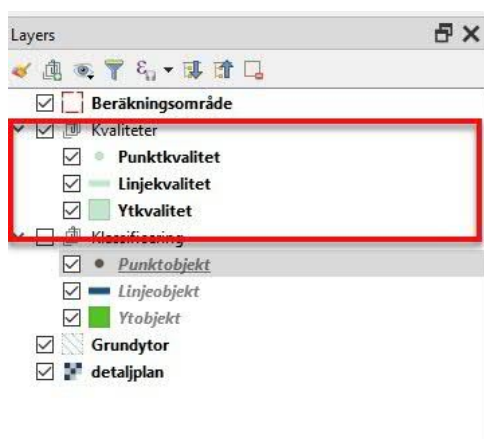 Layers
Beräkningsområde
Kvaliteter
Punktkvalitet
Linjekvalitet
Ytkvalitet
Klassificering
Punktobjekt
Linjeobjekt
Ytobjekt
Grundytor
detaljplan